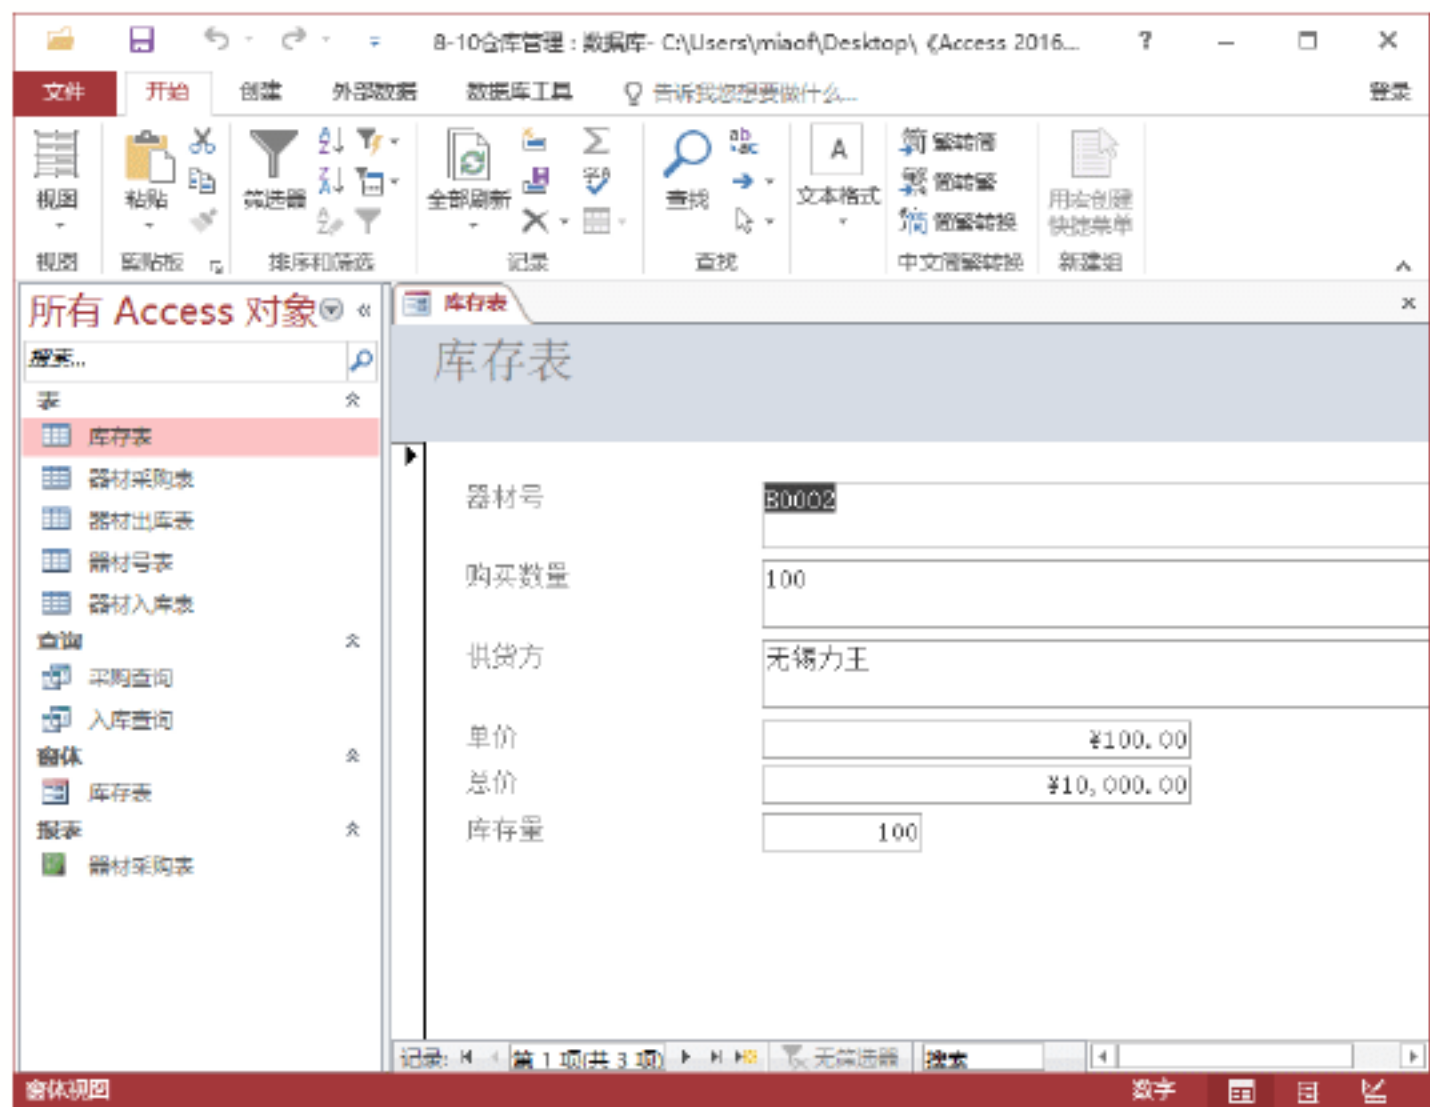 8-10仓库管理 : 数据库- C:\Users\miaof\Desktop\《Access 2016... ?
文件 开始 创建 外部数据 数据库工具 告诉我您想要做什么... 登录
视图 粘贴 筛选器 全部刷新 查找 文本格式 繁转简 简转繁 简繁转换 用宏创建快捷菜单
视图 剪贴板 排序和筛选 记录 查找 中文简繁转换 新建组
所有 Access 对象
搜索...
表
库存表
器材采购表
器材出库表
器材号表
器材入库表
查询
采购查询
入库查询
窗体
库存表
报表
器材采购表
库存表
库存表
器材号 B0002
购买数量 100
供货方 无锡力王
单价 ¥100.00
总价 ¥10,000.00
库存量 100
记录: 第 1 项(共 3 项) 无筛选器 搜索
窗体视图 数字